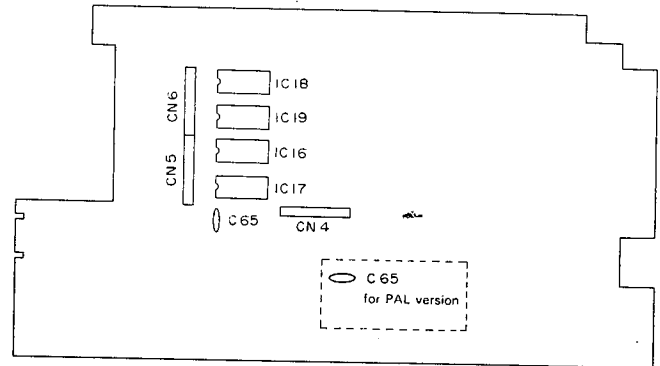 IC18
CN6
IC19
IC16
CN5
IC17
C65
CN4
C65
for PAL version